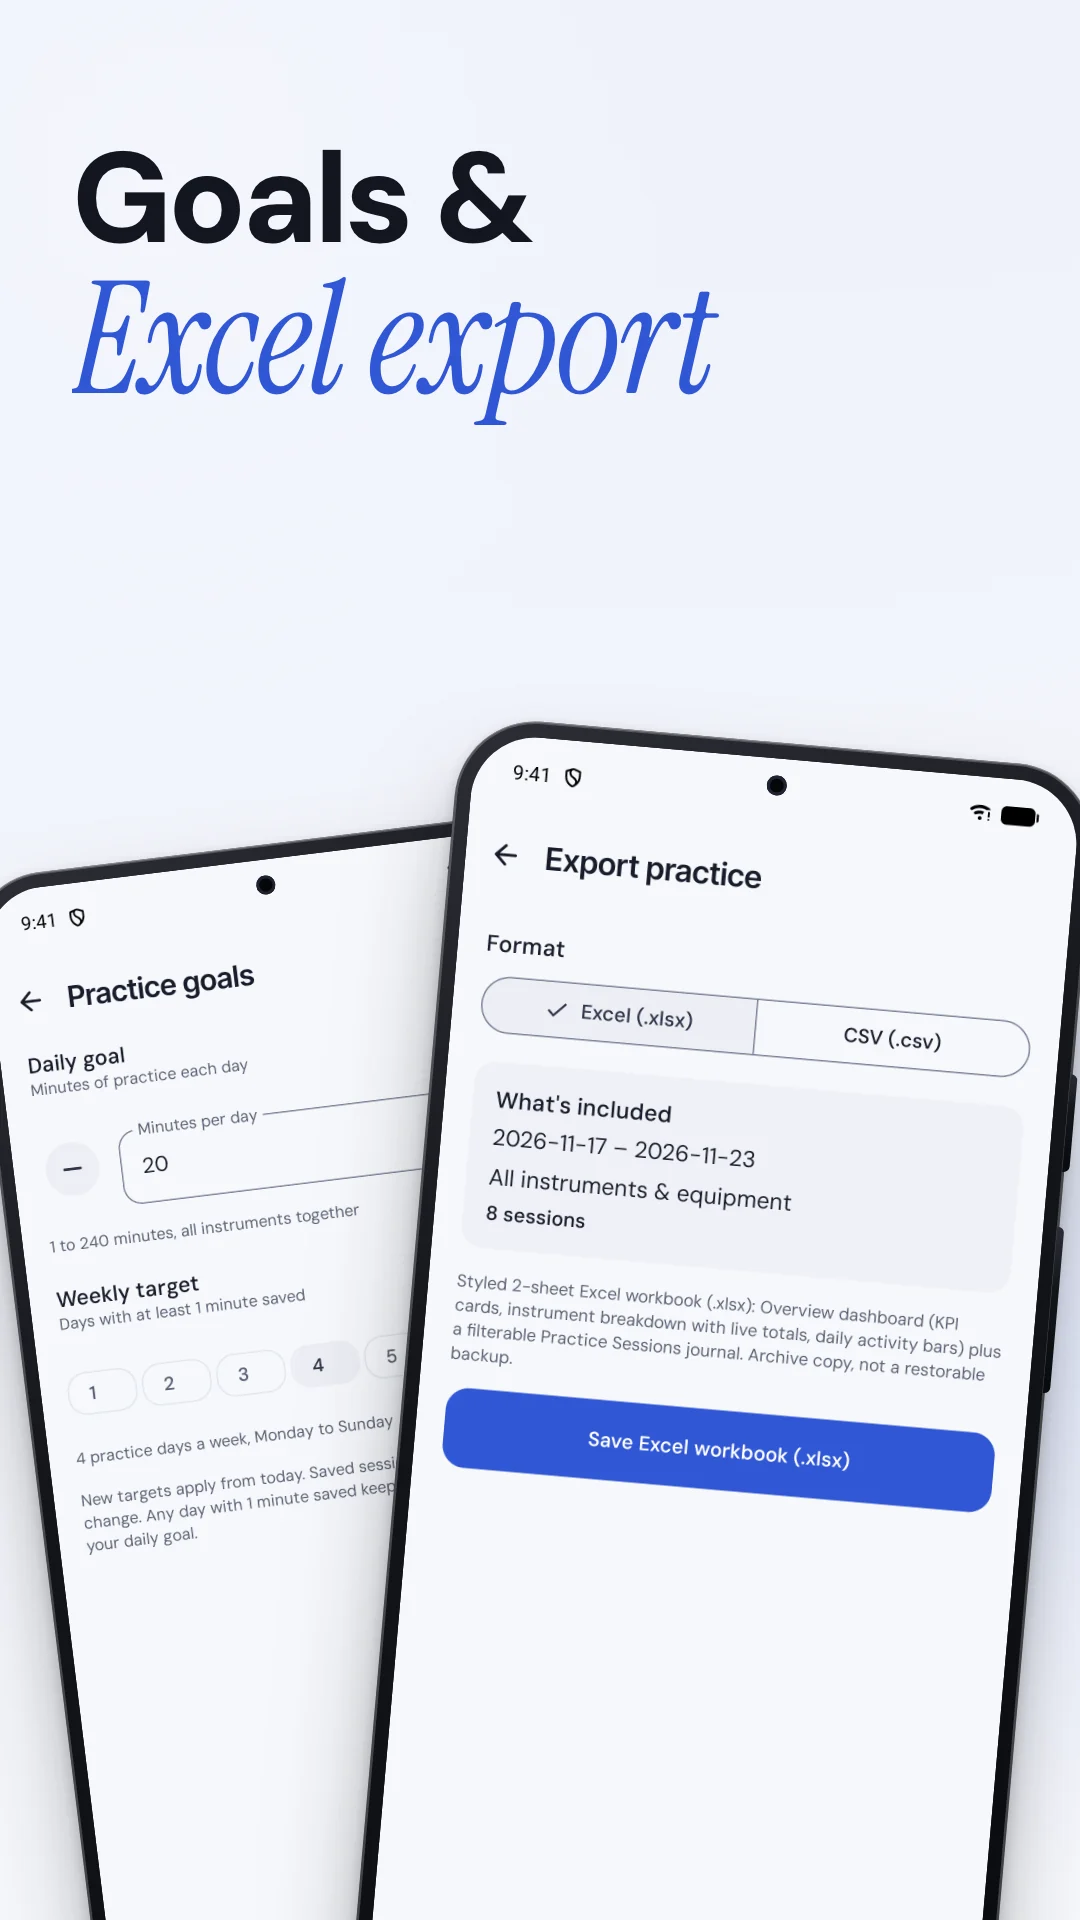 Goals &
Excel export
9:41
Practice goals
Daily goal
Minutes of practice each day
Minutes per day
20
1 to 240 minutes, all instruments together
Weekly target
Days with at least 1 minute saved
1 2 3 4 5
4 practice days a week, Monday to Sunday
New targets apply from today. Saved sessi
change. Any day with 1 minute saved keep
your daily goal.
9:41
Export practice
Format
Excel (.xlsx) CSV (.csv)
What's included
2026-11-17 – 2026-11-23
All instruments & equipment
8 sessions
Styled 2-sheet Excel workbook (.xlsx): Overview dashboard (KPI
cards, instrument breakdown with live totals, daily activity bars) plus
a filterable Practice Sessions journal. Archive copy, not a restorable
backup.
Save Excel workbook (.xlsx)